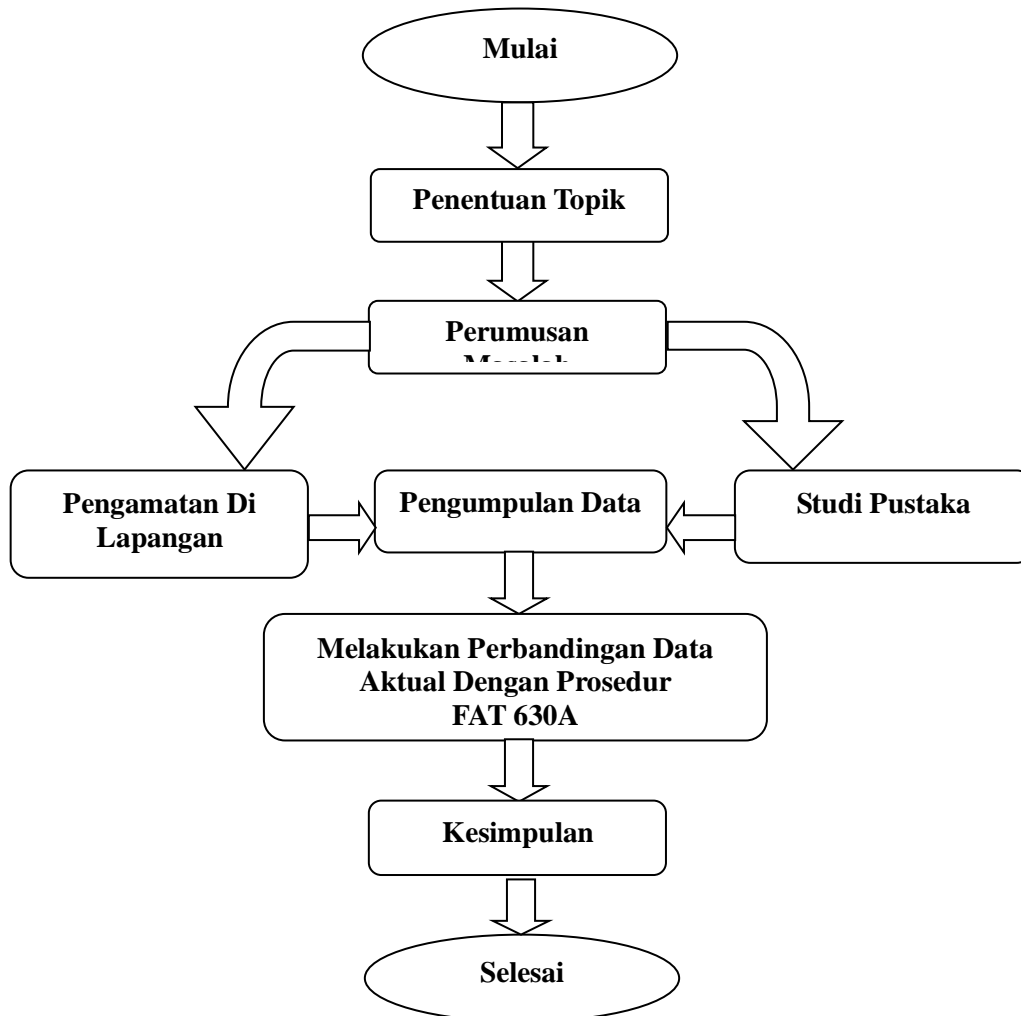 Mulai
Penentuan Topik
Perumusan
Pengamatan Di
Lapangan
Pengumpulan Data
Studi Pustaka
Melakukan Perbandingan Data
Aktual Dengan Prosedur
FAT 630A
Kesimpulan
Selesai